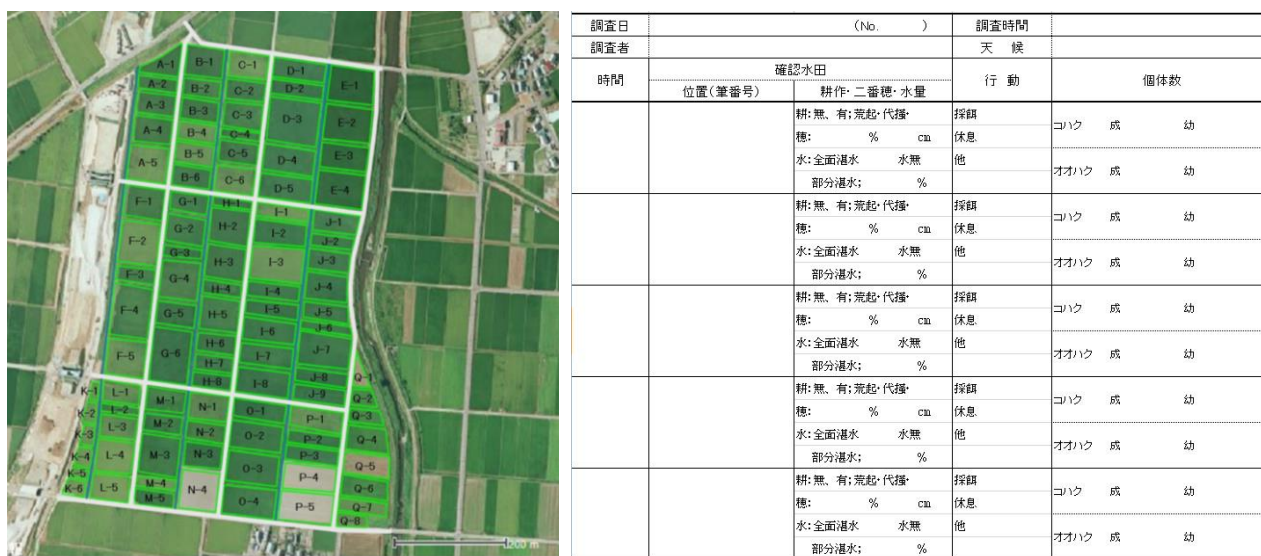 A-1
A-2
A-3
A-4
A-5
B-1
B-2
B-3
B-4
B-5
B-6
C-1
C-2
C-3
C-4
C-5
C-6
D-1
D-2
D-3
D-4
D-5
E-1
E-2
E-3
E-4
F-1
F-2
F-3
F-4
F-5
G-1
G-2
G-3
G-4
G-5
G-6
H-1
H-2
H-3
H-4
H-5
H-6
H-7
H-8
I-1
I-2
I-3
I-4
I-5
I-6
I-7
I-8
J-1
J-2
J-3
J-4
J-5
J-6
J-7
J-8
J-9
K-1
K-2
K-3
K-4
K-5
K-6
L-1
L-2
L-3
L-4
L-5
M-1
M-2
M-3
M-4
M-5
N-1
N-2
N-3
N-4
O-1
O-2
O-3
O-4
P-1
P-2
P-3
P-4
P-5
Q-1
Q-2
Q-3
Q-4
Q-5
Q-6
Q-7
Q-8
200 m
調査日 (No. ) 調査時間
調査者 天 候
時間 確認水田 行 動 個体数
位置(筆番号) 耕作・二番穂・水量
耕:無、有;荒起・代掻・ 採餌
コハク 成 幼
穂: % cm 休息
水:全面湛水 水無 他
オオハク 成 幼
部分湛水; %
耕:無、有;荒起・代掻・ 採餌
コハク 成 幼
穂: % cm 休息
水:全面湛水 水無 他
オオハク 成 幼
部分湛水; %
耕:無、有;荒起・代掻・ 採餌
コハク 成 幼
穂: % cm 休息
水:全面湛水 水無 他
オオハク 成 幼
部分湛水; %
耕:無、有;荒起・代掻・ 採餌
コハク 成 幼
穂: % cm 休息
水:全面湛水 水無 他
オオハク 成 幼
部分湛水; %
耕:無、有;荒起・代掻・ 採餌
コハク 成 幼
穂: % cm 休息
水:全面湛水 水無 他
オオハク 成 幼
部分湛水; %